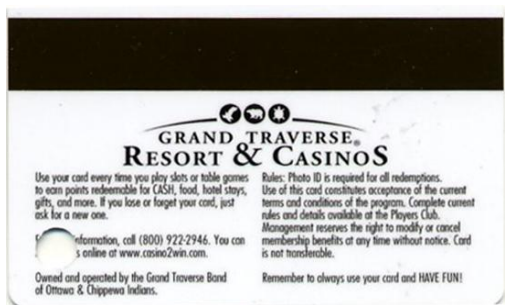 GRAND TRAVERSE®
RESORT & CASINOS
Use your card every time you play slots or table games
to earn points redeemable for CASH, food, hotel stays,
gifts, and more. If you lose or forget your card, just
ask for a new one.
information, call (800) 922-2946. You can
s online at www.casino2win.com.
Owned and operated by the Grand Traverse Band
of Ottawa & Chippewa Indians.
Rules: Photo ID is required for all redemptions.
Use of this card constitutes acceptance of the current
terms and conditions of the program. Complete current
rules and details available at the Players Club.
Management reserves the right to modify or cancel
membership benefits at any time without notice. Card
is not transferable.
Remember to always use your card and HAVE FUN!